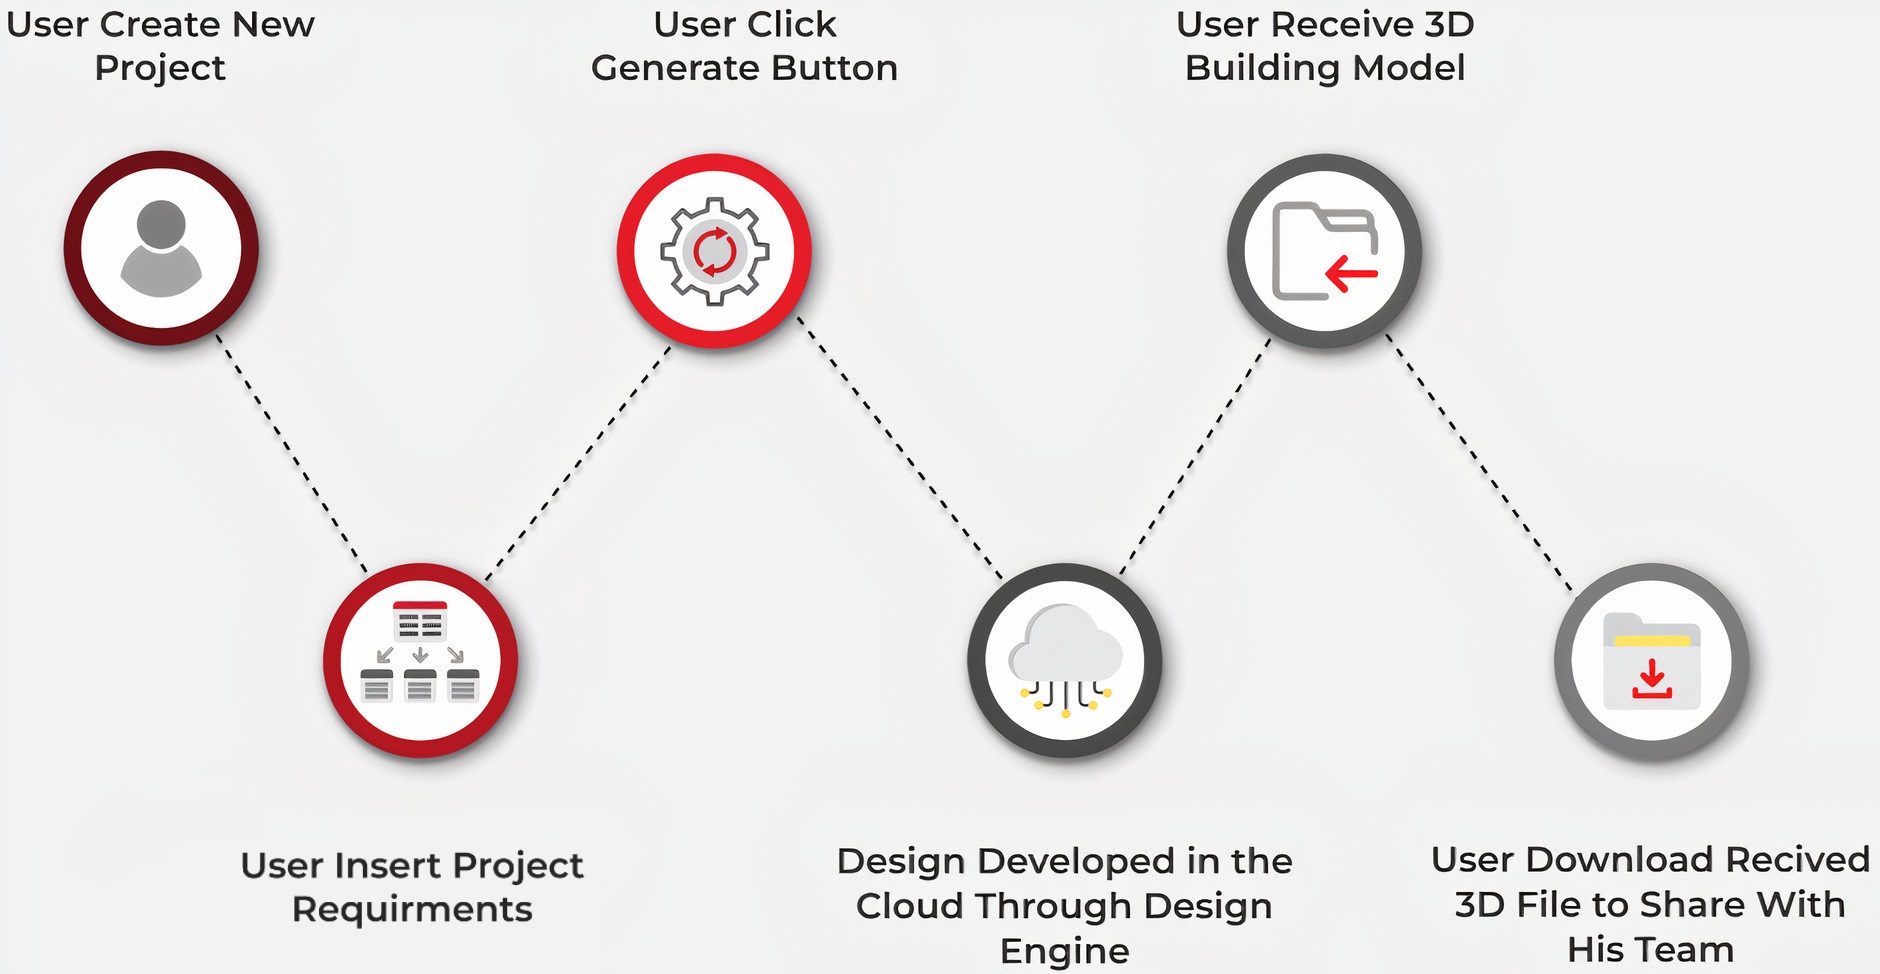 User Create New
Project
User Insert Project
Requirments
User Click
Generate Button
Design Developed in the
Cloud Through Design
Engine
User Receive 3D
Building Model
User Download Recived
3D File to Share With
His Team